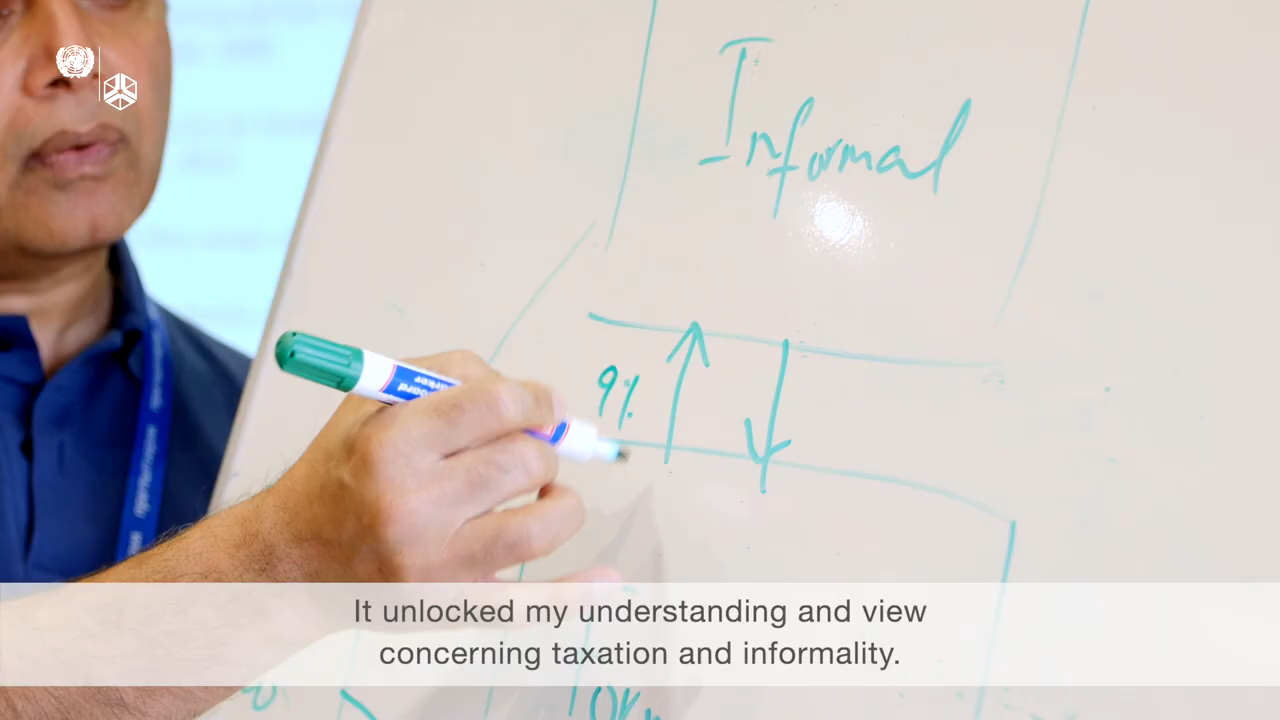 Informal
9%
It unlocked my understanding and view
concerning taxation and informality.